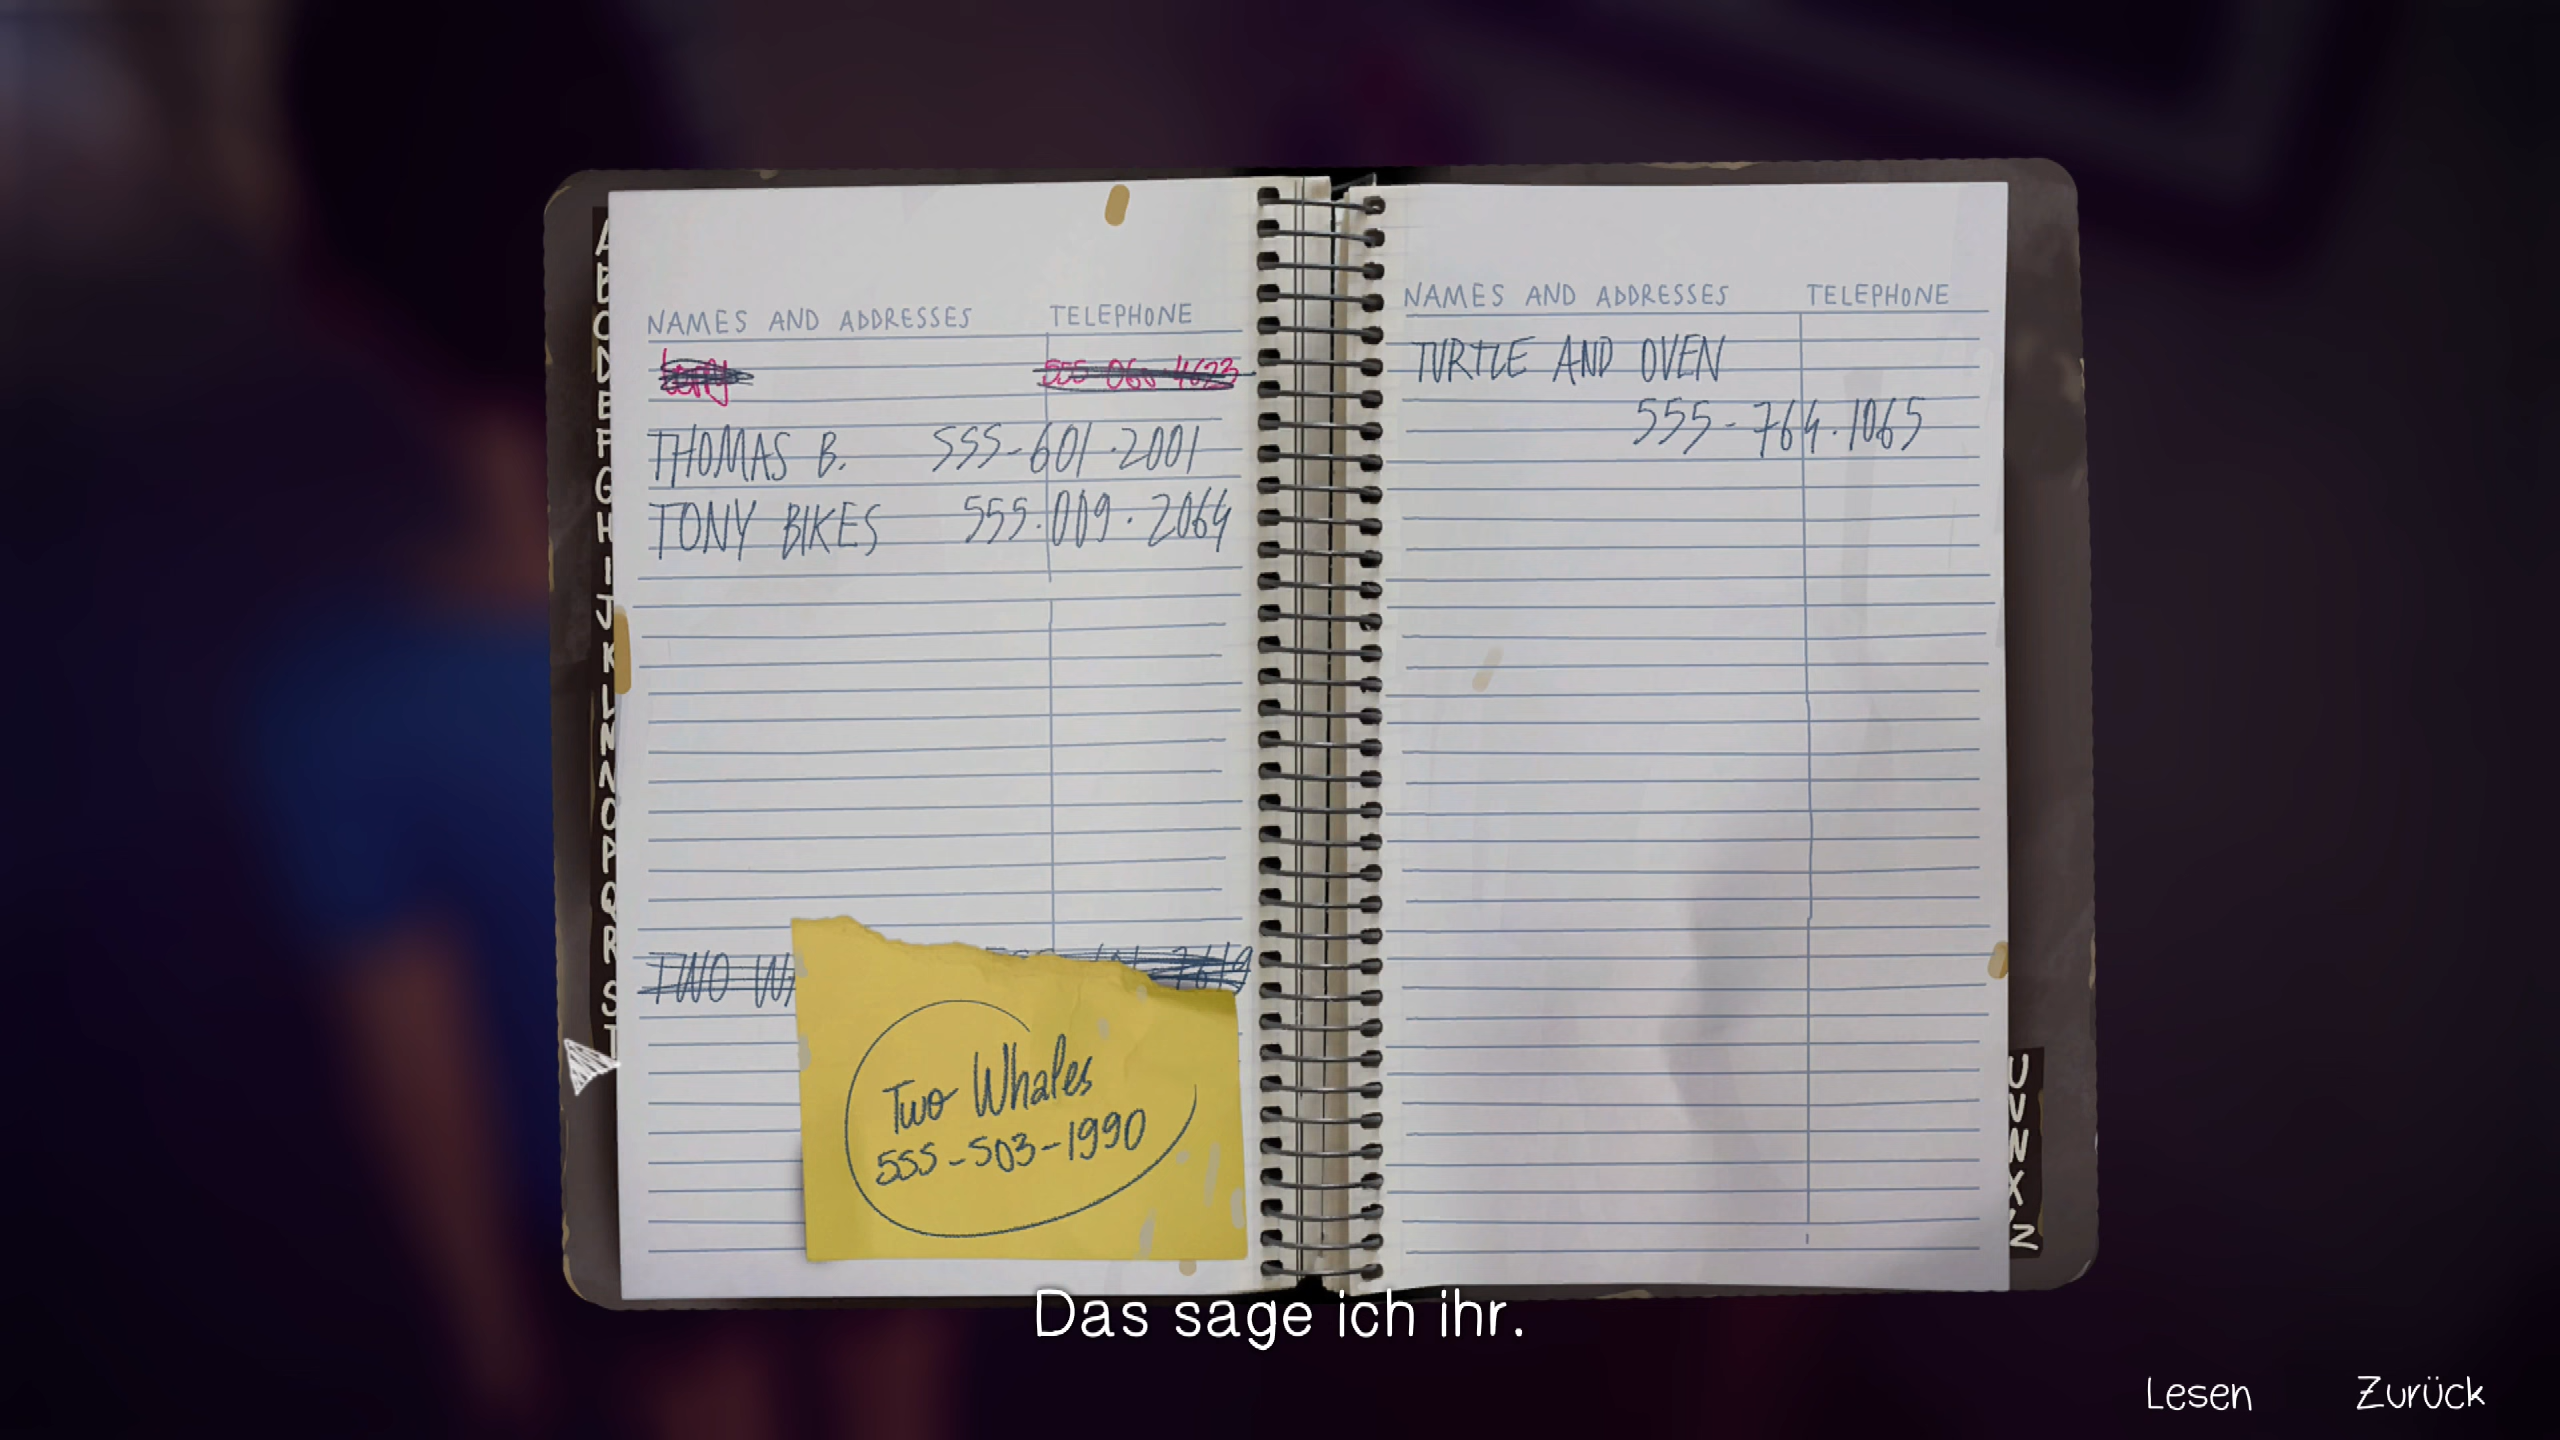 NAMES AND ADDRESSES TELEPHONE
THOMAS B. 555-601.2001
TONY BIKES 555.009.2064
TWO
Two Whales
555-503-1990
NAMES AND ADDRESSES TELEPHONE
TURTLE AND OVEN
555-764.1065
A
B
C
D
E
F
G
H
I
J
K
L
M
N
O
P
Q
R
S
T
U
V
W
X
Z
Das sage ich ihr.
Lesen Zurück